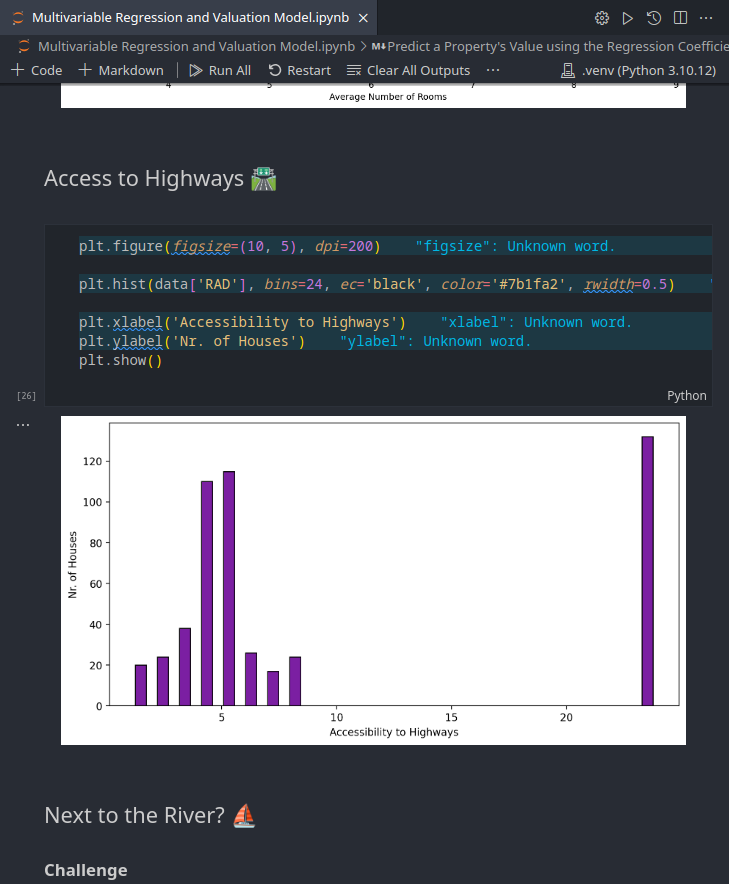 Multivariable Regression and Valuation Model.ipynb
Multivariable Regression and Valuation Model.ipynb > M↓Predict a Property's Value using the Regression Coefficie
+ Code + Markdown Run All Restart Clear All Outputs ... .venv (Python 3.10.12)
4 5 6 7 8 9
Average Number of Rooms
Access to Highways
plt.figure(figsize=(10, 5), dpi=200) "figsize": Unknown word.
plt.hist(data['RAD'], bins=24, ec='black', color='#7b1fa2', rwidth=0.5) "
plt.xlabel('Accessibility to Highways') "xlabel": Unknown word.
plt.ylabel('Nr. of Houses') "ylabel": Unknown word.
plt.show()
[26]
Python
...
120
100
80
60
40
20
0
Nr. of Houses
5 10 15 20
Accessibility to Highways
Next to the River?
Challenge